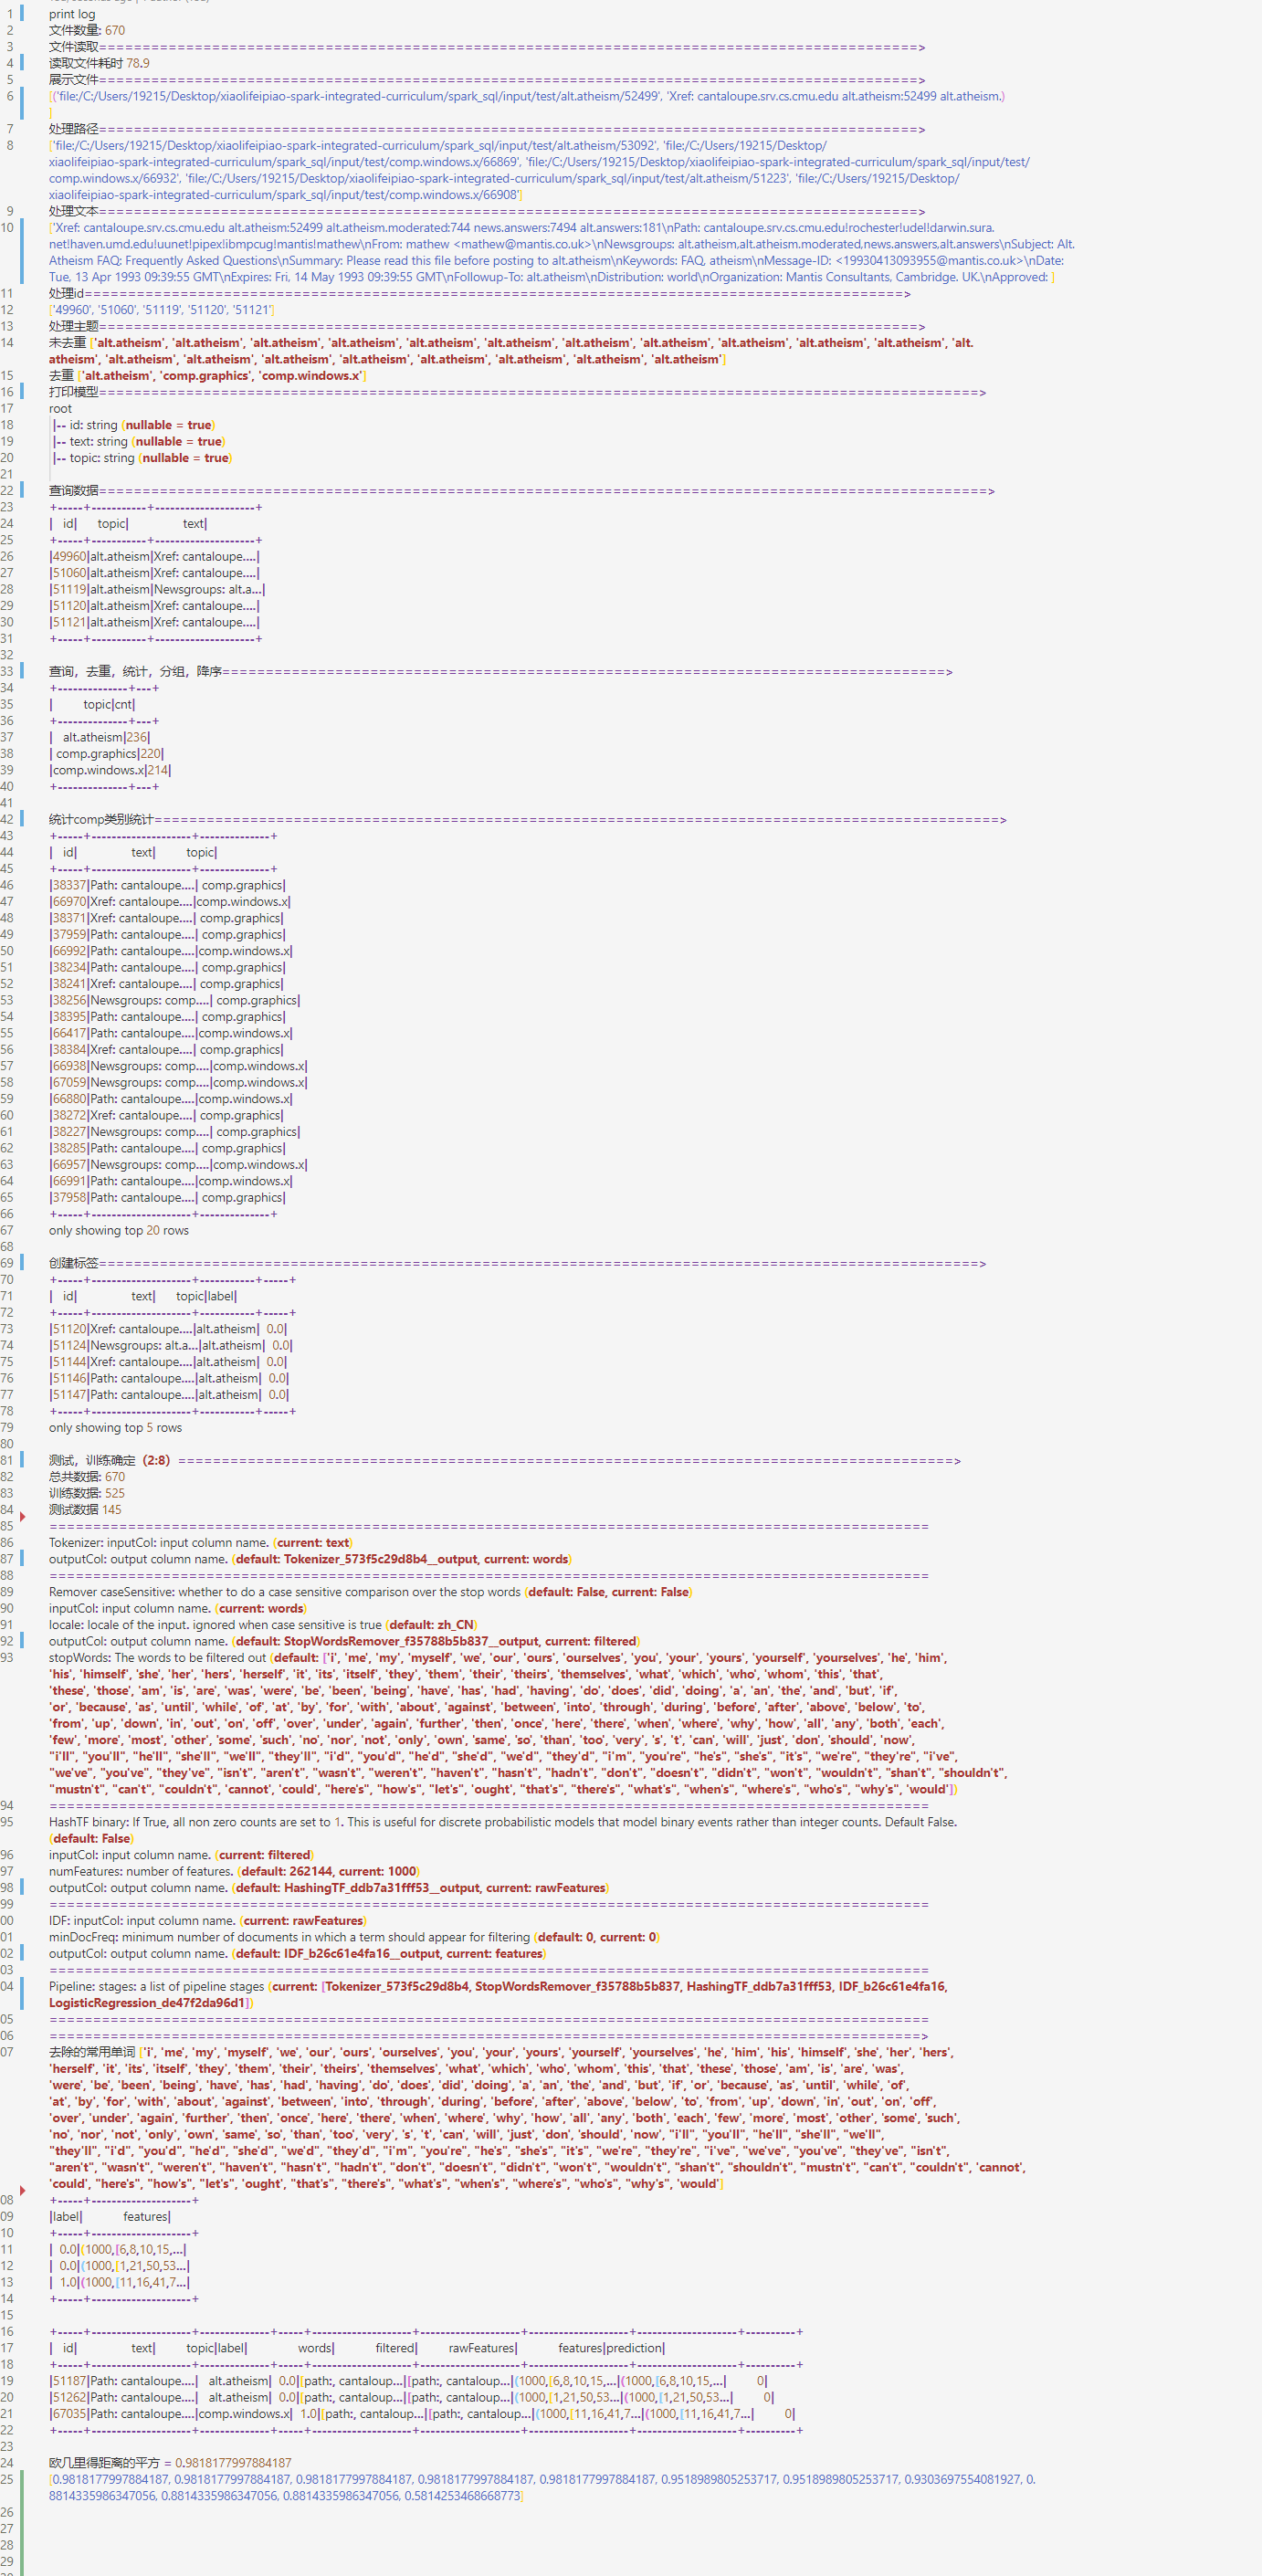 1 print log
2 文件数量: 670
3 文件读取==============================================================================================>
4 读取文件耗时 78.9
5 展示文件==============================================================================================>
6 [('file:/C:/Users/19215/Desktop/xiaolifeipiao-spark-integrated-curriculum/spark_sql/input/test/alt.atheism/52499', 'Xref: cantaloupe.srv.cs.cmu.edu alt.atheism:52499 alt.atheism.)
]
7 处理路径==============================================================================================>
8 ['file:/C:/Users/19215/Desktop/xiaolifeipiao-spark-integrated-curriculum/spark_sql/input/test/alt.atheism/53092', 'file:/C:/Users/19215/Desktop/
xiaolifeipiao-spark-integrated-curriculum/spark_sql/input/test/comp.windows.x/66869', 'file:/C:/Users/19215/Desktop/xiaolifeipiao-spark-integrated-curriculum/spark_sql/input/test/
comp.windows.x/66932', 'file:/C:/Users/19215/Desktop/xiaolifeipiao-spark-integrated-curriculum/spark_sql/input/test/alt.atheism/51223', 'file:/C:/Users/19215/Desktop/
xiaolifeipiao-spark-integrated-curriculum/spark_sql/input/test/comp.windows.x/66908']
9 处理文本==============================================================================================>
10 ['Xref: cantaloupe.srv.cs.cmu.edu alt.atheism:52499 alt.atheism.moderated:744 news.answers:7494 alt.answers:181\nPath: cantaloupe.srv.cs.cmu.edu!rochester!udel!darwin.sura.
net!haven.umd.edu!uunet!pipex!ibmpcug!mantis!mathew\nFrom: mathew <mathew@mantis.co.uk>\nNewsgroups: alt.atheism,alt.atheism.moderated,news.answers,alt.answers\nSubject: Alt.
Atheism FAQ: Frequently Asked Questions\nSummary: Please read this file before posting to alt.atheism\nKeywords: FAQ, atheism\nMessage-ID: <19930413093955@mantis.co.uk>\nDate:
Tue, 13 Apr 1993 09:39:55 GMT\nExpires: Fri, 14 May 1993 09:39:55 GMT\nFollowup-To: alt.atheism\nDistribution: world\nOrganization: Mantis Consultants, Cambridge. UK.\nApproved: ]
11 处理id==============================================================================================>
12 ['49960', '51060', '51119', '51120', '51121']
13 处理主题==============================================================================================>
14 未去重 ['alt.atheism', 'alt.atheism', 'alt.atheism', 'alt.atheism', 'alt.atheism', 'alt.atheism', 'alt.atheism', 'alt.atheism', 'alt.atheism', 'alt.atheism', 'alt.atheism', 'alt.
atheism', 'alt.atheism', 'alt.atheism', 'alt.atheism', 'alt.atheism', 'alt.atheism', 'alt.atheism', 'alt.atheism', 'alt.atheism']
15 去重 ['alt.atheism', 'comp.graphics', 'comp.windows.x']
16 打印模型=====================================================================================================>
17 root
18 |-- id: string (nullable = true)
19 |-- text: string (nullable = true)
20 |-- topic: string (nullable = true)
21
22 查询数据======================================================================================================>
23 +-----+-----------+--------------------+
24 |   id|      topic|                text|
25 +-----+-----------+--------------------+
26 |49960|alt.atheism|Xref: cantaloupe....|
27 |51060|alt.atheism|Xref: cantaloupe....|
28 |51119|alt.atheism|Newsgroups: alt.a...|
29 |51120|alt.atheism|Xref: cantaloupe....|
30 |51121|alt.atheism|Xref: cantaloupe....|
31 +-----+-----------+--------------------+
32
33 查询，去重，统计，分组，降序===================================================================================>
34 +--------------+---+
35 |         topic|cnt|
36 +--------------+---+
37 |   alt.atheism|236|
38 | comp.graphics|220|
39 |comp.windows.x|214|
40 +--------------+---+
41
42 统计comp类别统计=================================================================================================>
43 +-----+--------------------+--------------+
44 |   id|                text|         topic|
45 +-----+--------------------+--------------+
46 |38337|Path: cantaloupe....| comp.graphics|
47 |66970|Xref: cantaloupe....|comp.windows.x|
48 |38371|Xref: cantaloupe....| comp.graphics|
49 |37959|Path: cantaloupe....| comp.graphics|
50 |66992|Path: cantaloupe....|comp.windows.x|
51 |38234|Path: cantaloupe....| comp.graphics|
52 |38241|Xref: cantaloupe....| comp.graphics|
53 |38256|Newsgroups: comp....| comp.graphics|
54 |38395|Path: cantaloupe....| comp.graphics|
55 |66417|Path: cantaloupe....|comp.windows.x|
56 |38384|Xref: cantaloupe....| comp.graphics|
57 |66938|Newsgroups: comp....|comp.windows.x|
58 |67059|Newsgroups: comp....|comp.windows.x|
59 |66880|Path: cantaloupe....|comp.windows.x|
60 |38272|Xref: cantaloupe....| comp.graphics|
61 |38227|Newsgroups: comp....| comp.graphics|
62 |38285|Path: cantaloupe....| comp.graphics|
63 |66957|Newsgroups: comp....|comp.windows.x|
64 |66991|Path: cantaloupe....|comp.windows.x|
65 |37958|Path: cantaloupe....| comp.graphics|
66 +-----+--------------------+--------------+
67 only showing top 20 rows
68
69 创建标签=====================================================================================================>
70 +-----+--------------------+-----------+-----+
71 |   id|                text|      topic|label|
72 +-----+--------------------+-----------+-----+
73 |51120|Xref: cantaloupe....|alt.atheism|  0.0|
74 |51124|Newsgroups: alt.a...|alt.atheism|  0.0|
75 |51144|Xref: cantaloupe....|alt.atheism|  0.0|
76 |51146|Path: cantaloupe....|alt.atheism|  0.0|
77 |51147|Path: cantaloupe....|alt.atheism|  0.0|
78 +-----+--------------------+-----------+-----+
79 only showing top 5 rows
80
81 测试，训练确定（2:8）=========================================================================================>
82 总共数据: 670
83 训练数据: 525
84 测试数据 145
85 =====================================================================================================
86 Tokenizer: inputCol: input column name. (current: text)
87 outputCol: output column name. (default: Tokenizer_573f5c29d8b4__output, current: words)
88 =====================================================================================================
89 Remover caseSensitive: whether to do a case sensitive comparison over the stop words (default: False, current: False)
90 inputCol: input column name. (current: words)
91 locale: locale of the input. ignored when case sensitive is true (default: zh_CN)
92 outputCol: output column name. (default: StopWordsRemover_f35788b5b837__output, current: filtered)
93 stopWords: The words to be filtered out (default: ['i', 'me', 'my', 'myself', 'we', 'our', 'ours', 'ourselves', 'you', 'your', 'yours', 'yourself', 'yourselves', 'he', 'him',
'his', 'himself', 'she', 'her', 'hers', 'herself', 'it', 'its', 'itself', 'they', 'them', 'their', 'theirs', 'themselves', 'what', 'which', 'who', 'whom', 'this', 'that',
'these', 'those', 'am', 'is', 'are', 'was', 'were', 'be', 'been', 'being', 'have', 'has', 'had', 'having', 'do', 'does', 'did', 'doing', 'a', 'an', 'the', 'and', 'but', 'if',
'or', 'because', 'as', 'until', 'while', 'of', 'at', 'by', 'for', 'with', 'about', 'against', 'between', 'into', 'through', 'during', 'before', 'after', 'above', 'below', 'to',
'from', 'up', 'down', 'in', 'out', 'on', 'off', 'over', 'under', 'again', 'further', 'then', 'once', 'here', 'there', 'when', 'where', 'why', 'how', 'all', 'any', 'both', 'each',
'few', 'more', 'most', 'other', 'some', 'such', 'no', 'nor', 'not', 'only', 'own', 'same', 'so', 'than', 'too', 'very', 's', 't', 'can', 'will', 'just', 'don', 'should', 'now',
"i'll", "you'll", "he'll", "she'll", "we'll", "they'll", "i'd", "you'd", "he'd", "she'd", "we'd", "they'd", "i'm", "you're", "he's", "she's", "it's", "we're", "they're", "i've",
"we've", "you've", "they've", "isn't", "aren't", "wasn't", "weren't", "haven't", "hasn't", "hadn't", "don't", "doesn't", "didn't", "won't", "wouldn't", "shan't", "shouldn't",
"mustn't", "can't", "couldn't", 'cannot', 'could', "here's", "how's", "let's", 'ought', "that's", "there's", "what's", "when's", "where's", "who's", "why's", 'would'])
94 =====================================================================================================
95 HashTF binary: If True, all non zero counts are set to 1. This is useful for discrete probabilistic models that model binary events rather than integer counts. Default False.
(default: False)
96 inputCol: input column name. (current: filtered)
97 numFeatures: number of features. (default: 262144, current: 1000)
98 outputCol: output column name. (default: HashingTF_ddb7a31fff53__output, current: rawFeatures)
99 =====================================================================================================
00 IDF: inputCol: input column name. (current: rawFeatures)
01 minDocFreq: minimum number of documents in which a term should appear for filtering (default: 0, current: 0)
02 outputCol: output column name. (default: IDF_b26c61e4fa16__output, current: features)
03 =====================================================================================================
04 Pipeline: stages: a list of pipeline stages (current: [Tokenizer_573f5c29d8b4, StopWordsRemover_f35788b5b837, HashingTF_ddb7a31fff53, IDF_b26c61e4fa16,
LogisticRegression_de47f2da96d1])
05 =====================================================================================================
06 ====================================================================================================>
07 去除的常用单词 ['i', 'me', 'my', 'myself', 'we', 'our', 'ours', 'ourselves', 'you', 'your', 'yours', 'yourself', 'yourselves', 'he', 'him', 'his', 'himself', 'she', 'her', 'hers',
'herself', 'it', 'its', 'itself', 'they', 'them', 'their', 'theirs', 'themselves', 'what', 'which', 'who', 'whom', 'this', 'that', 'these', 'those', 'am', 'is', 'are', 'was',
'were', 'be', 'been', 'being', 'have', 'has', 'had', 'having', 'do', 'does', 'did', 'doing', 'a', 'an', 'the', 'and', 'but', 'if', 'or', 'because', 'as', 'until', 'while', 'of',
'at', 'by', 'for', 'with', 'about', 'against', 'between', 'into', 'through', 'during', 'before', 'after', 'above', 'below', 'to', 'from', 'up', 'down', 'in', 'out', 'on', 'off',
'over', 'under', 'again', 'further', 'then', 'once', 'here', 'there', 'when', 'where', 'why', 'how', 'all', 'any', 'both', 'each', 'few', 'more', 'most', 'other', 'some', 'such',
'no', 'nor', 'not', 'only', 'own', 'same', 'so', 'than', 'too', 'very', 's', 't', 'can', 'will', 'just', 'don', 'should', 'now', "i'll", "you'll", "he'll", "she'll", "we'll",
"they'll", "i'd", "you'd", "he'd", "she'd", "we'd", "they'd", "i'm", "you're", "he's", "she's", "it's", "we're", "they're", "i've", "we've", "you've", "they've", "isn't",
"aren't", "wasn't", "weren't", "haven't", "hasn't", "hadn't", "don't", "doesn't", "didn't", "won't", "wouldn't", "shan't", "shouldn't", "mustn't", "can't", "couldn't", 'cannot',
'could', "here's", "how's", "let's", 'ought', "that's", "there's", "what's", "when's", "where's", "who's", "why's", 'would']
08 +-----+--------------------+
09 |label|            features|
10 +-----+--------------------+
11 |  0.0|(1000,[6,8,10,15,...|
12 |  0.0|(1000,[1,21,50,53...|
13 |  1.0|(1000,[11,16,41,7...|
14 +-----+--------------------+
15
16 +-----+--------------------+--------------+-----+--------------------+--------------------+--------------------+--------------------+----------+
17 |   id|                text|         topic|label|               words|            filtered|         rawFeatures|            features|prediction|
18 +-----+--------------------+--------------+-----+--------------------+--------------------+--------------------+--------------------+----------+
19 |51187|Path: cantaloupe....|   alt.atheism|  0.0|[path:, cantaloup...|[path:, cantaloup...|(1000,[6,8,10,15,...|(1000,[6,8,10,15,...|         0|
20 |51262|Path: cantaloupe....|   alt.atheism|  0.0|[path:, cantaloup...|[path:, cantaloup...|(1000,[1,21,50,53...|(1000,[1,21,50,53...|         0|
21 |67035|Path: cantaloupe....|comp.windows.x|  1.0|[path:, cantaloup...|[path:, cantaloup...|(1000,[11,16,41,7...|(1000,[11,16,41,7...|         0|
22 +-----+--------------------+--------------+-----+--------------------+--------------------+--------------------+--------------------+----------+
23
24 欧几里得距离的平方 = 0.9818177997884187
25 [0.9818177997884187, 0.9818177997884187, 0.9818177997884187, 0.9818177997884187, 0.9818177997884187, 0.9518989805253717, 0.9518989805253717, 0.9303697554081927, 0.
8814335986347056, 0.8814335986347056, 0.8814335986347056, 0.5814253468668773]
26
27
28
29